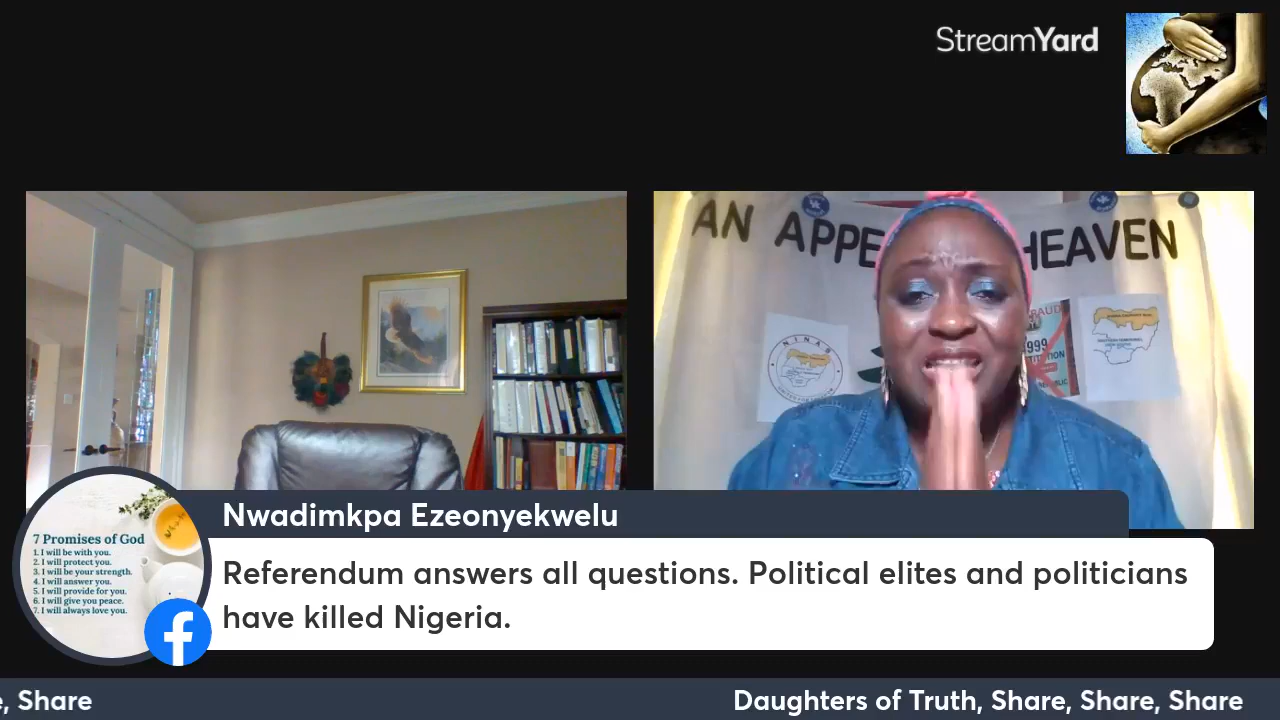 StreamYard
AN APPE HEAVEN
NINAS
RAUD
1999
7 Promises of God
1. I will be with you.
2. I will protect you.
3. I will be your strength.
4. I will answer you.
5. I will provide for you.
6. I will give you peace.
7. I will always love you.
Nwadimkpa Ezeonyekwelu
Referendum answers all questions. Political elites and politicians
have killed Nigeria.
e, Share
Daughters of Truth, Share, Share, Share